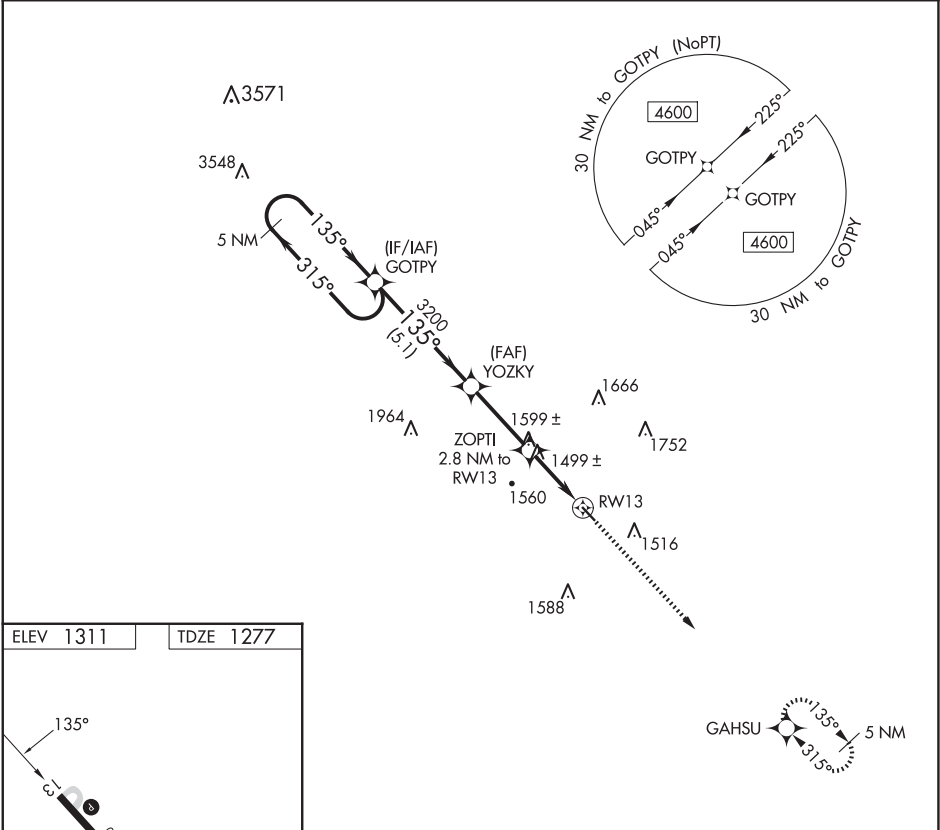 30 NM to GOTPY (NoPT)
4600
225°
225°
GOTPY
GOTPY
045°
045°
4600
30 NM to GOTPY
3571
3548
5 NM
135°
315°
(IF/IAF)
GOTPY
3200
135°
(5.1)
(FAF)
YOZKY
1666
1964
1599 ±
1752
ZOPTI
2.8 NM to
RW13
1499 ±
1560
RW13
1516
1588
ELEV 1311
TDZE 1277
135°
13
P
GAHSU
135°
315°
5 NM